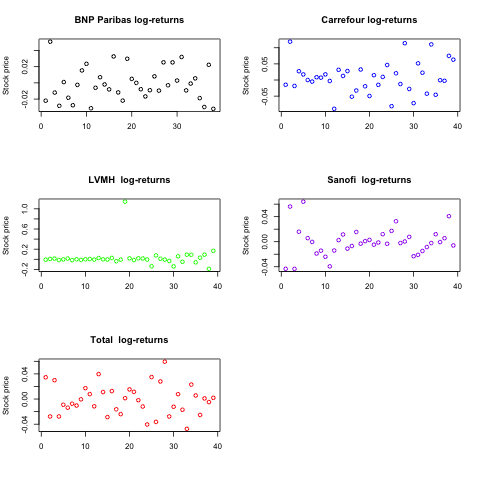 BNP Paribas log-returns
Stock price
-0.02 0.02
0 10 20 30
Carrefour log-returns
Stock price
-0.05 0.05
0 10 20 30 40
LVMH log-returns
Stock price
-0.2 0.2 0.6 1.0
0 10 20 30 40
Sanofi log-returns
Stock price
-0.04 0.00 0.04
0 10 20 30 40
Total log-returns
Stock price
-0.04 0.00 0.04
0 10 20 30 40